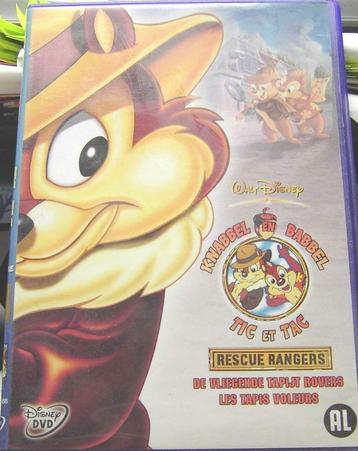 WALT DISNEY
KNABBEL EN BABBEL
TIC ET TAC
RESCUE RANGERS
DE VLIEGENDE TAPIJT ROVERS
LES TAPIS VOLEURS
DISNEY
DVD
AL